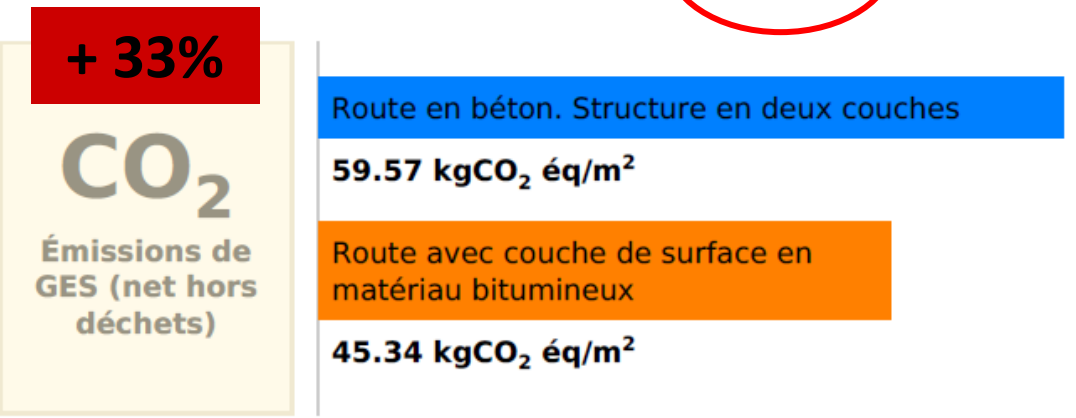 + 33%
CO₂
Émissions de
GES (net hors
déchets)
Route en béton. Structure en deux couches
59.57 kgCO₂ éq/m²
Route avec couche de surface en
matériau bitumineux
45.34 kgCO₂ éq/m²